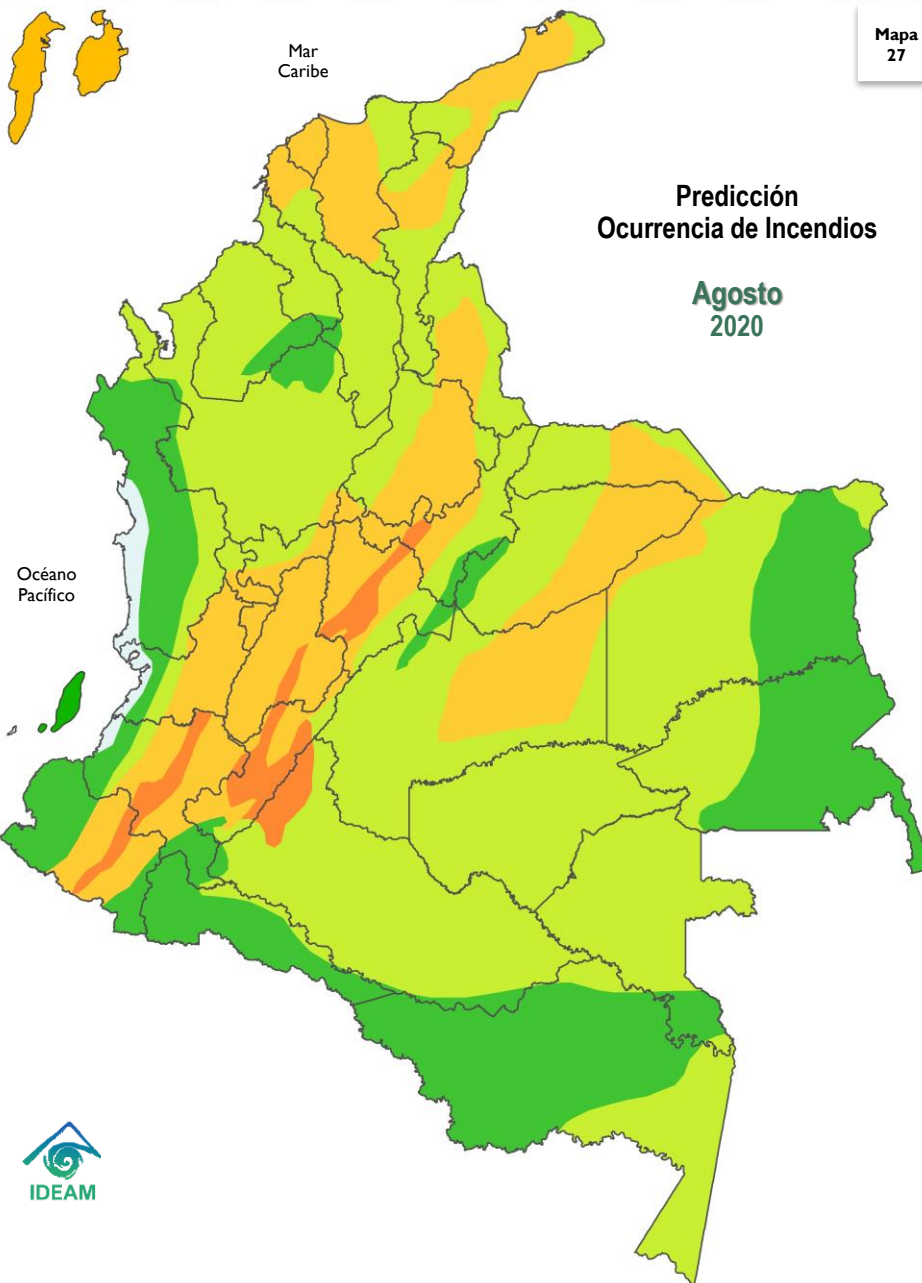 Mar
Caribe
Mapa
27
Predicción
Ocurrencia de Incendios
Agosto
2020
Océano
Pacífico
IDEAM